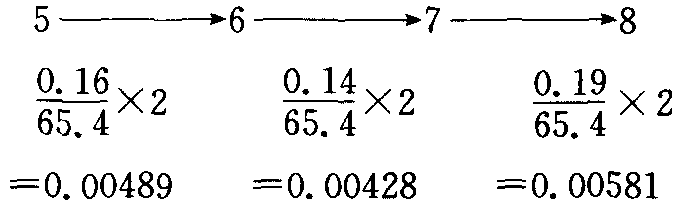 5 → 6 → 7 → 8
0.16/65.4 ×2 0.14/65.4 ×2 0.19/65.4 ×2
=0.00489 =0.00428 =0.00581